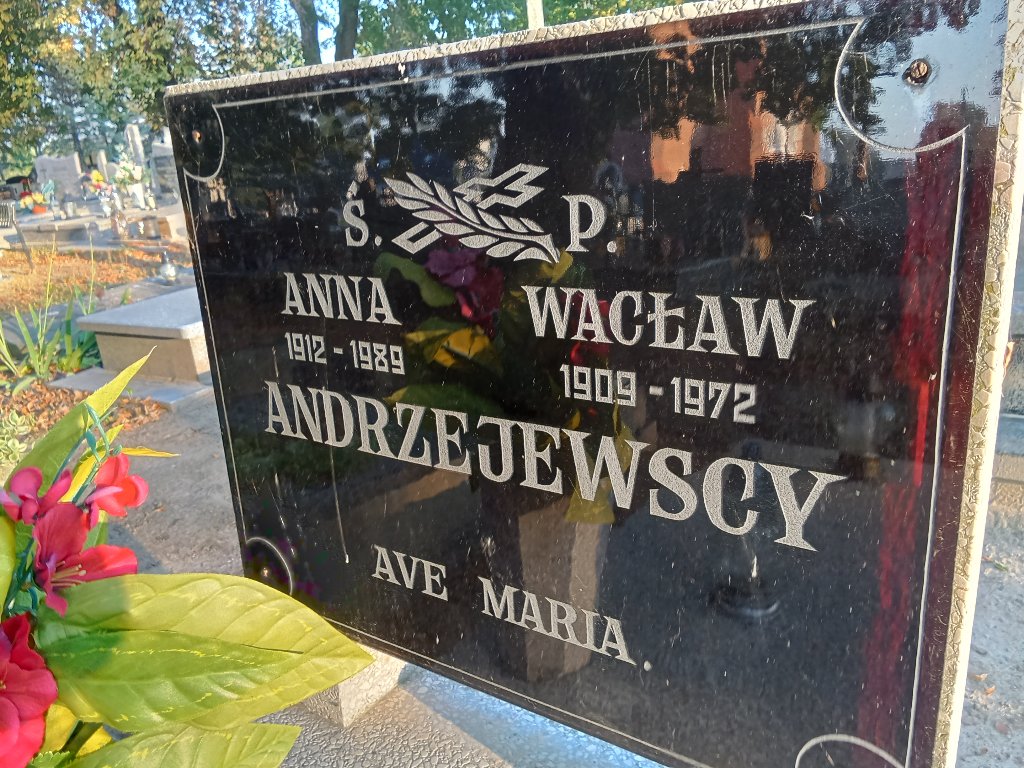 Ś. P.
ANNA WACŁAW
1912 - 1989 1909 - 1972
ANDRZEJEWSCY
AVE MARIA.